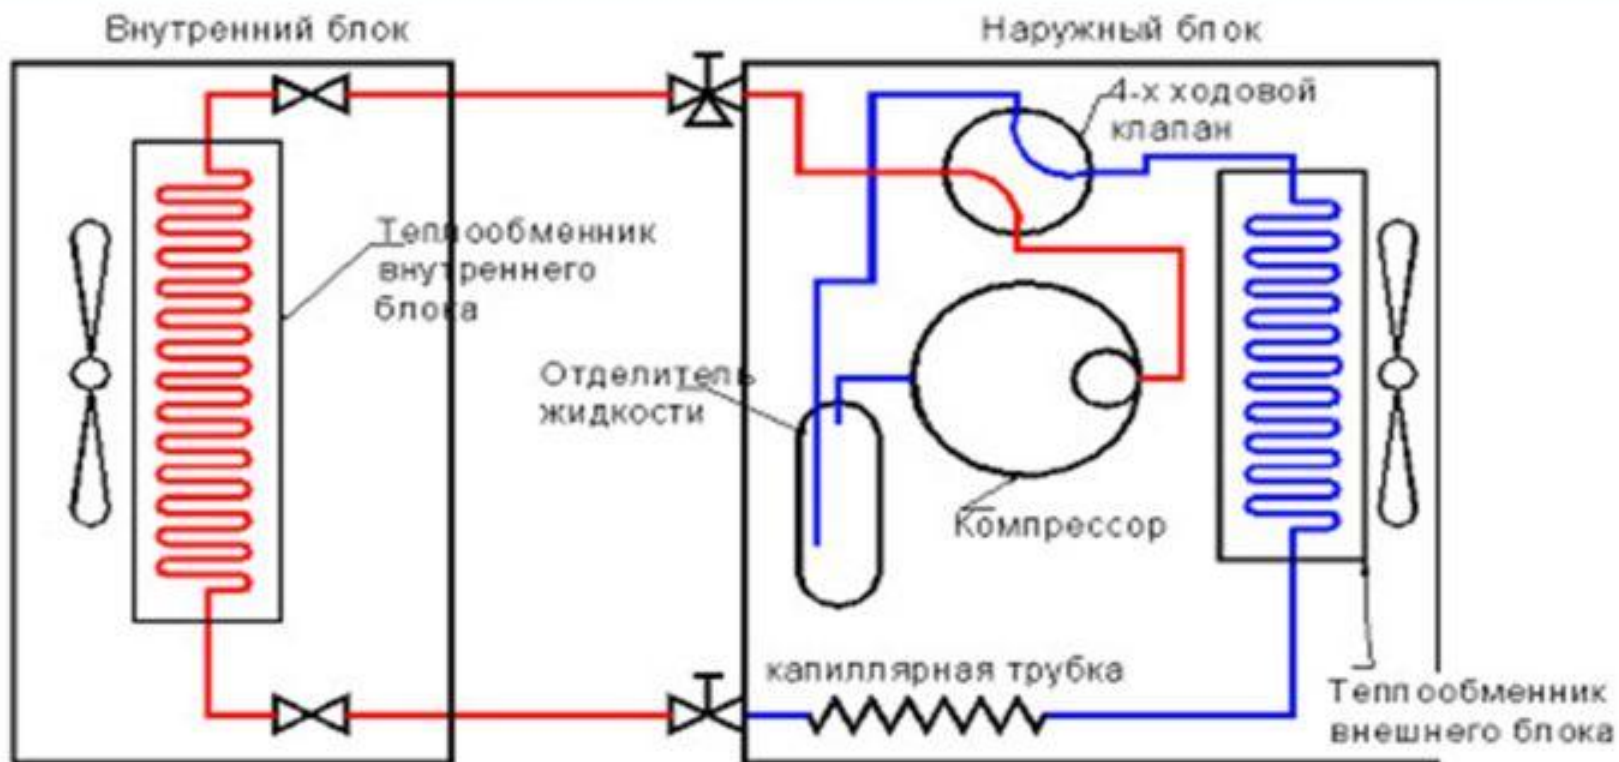 Внутренний блок
Наружный блок
4-х ходовой
клапан
Теплообменник
внутреннего
блока
Отделитель
жидкости
Компрессор
капиллярная трубка
Теплообменник
внешнего блока